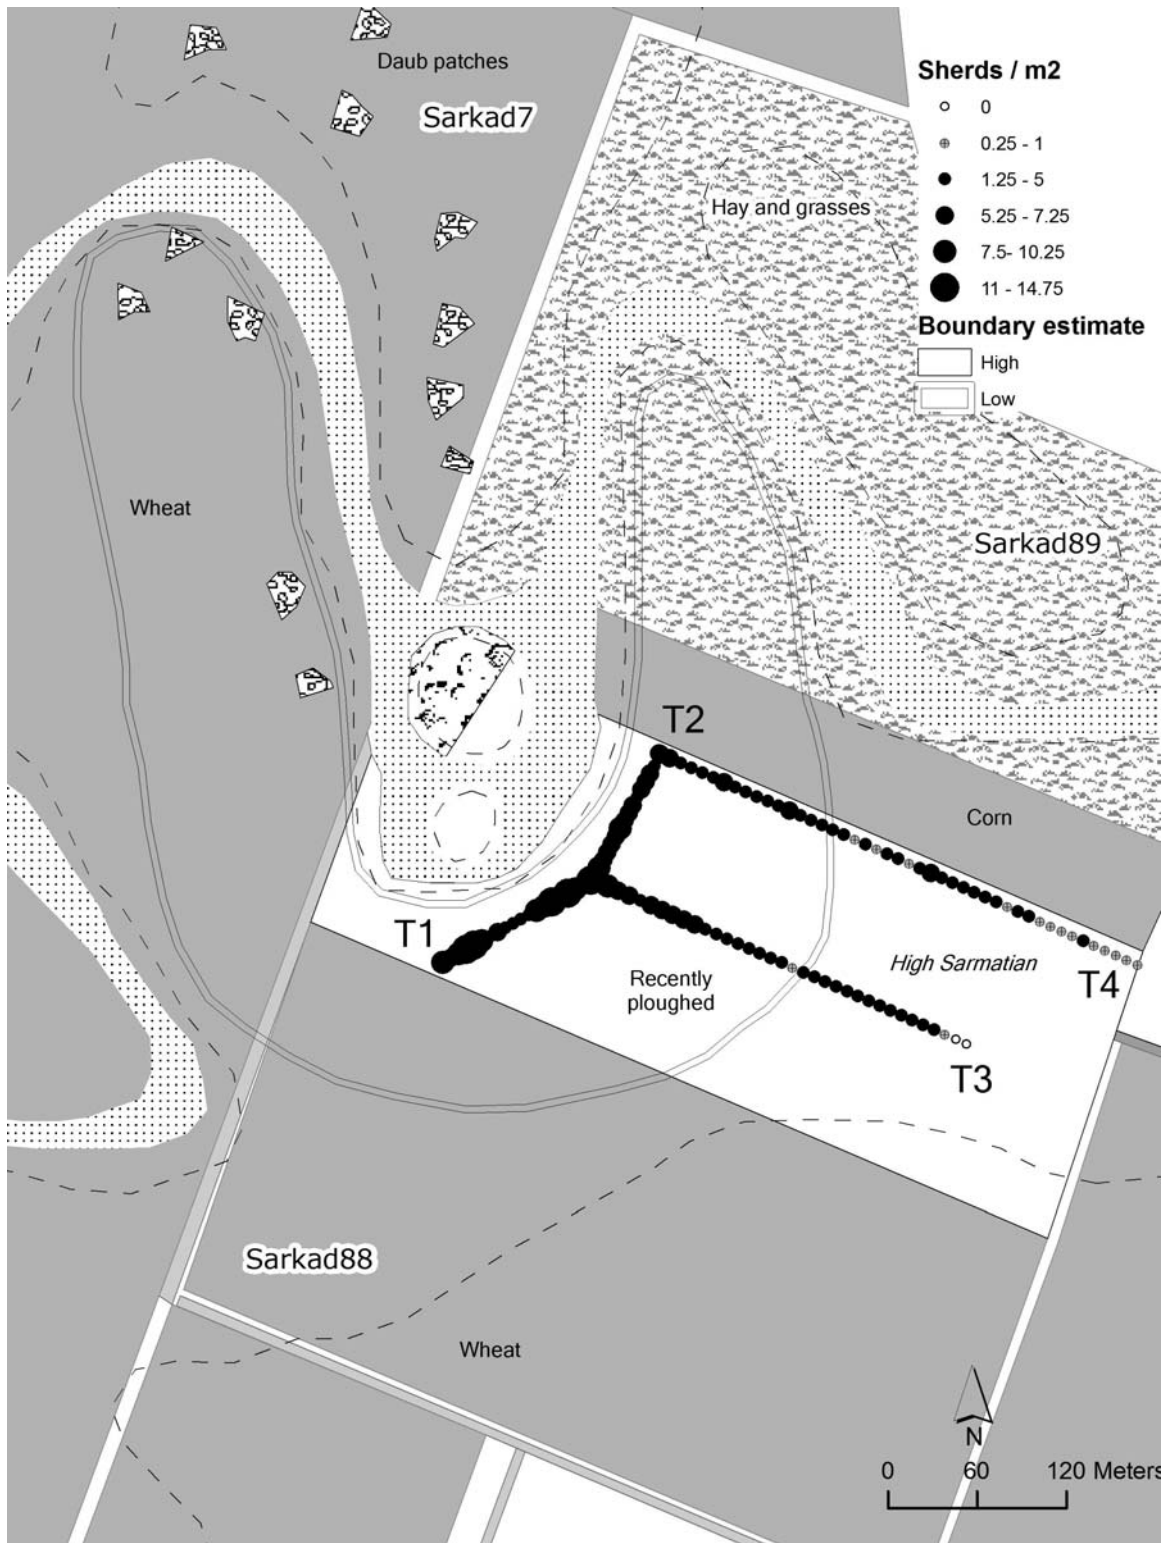 Daub patches
Sarkad7
Sherds / m2
0
0.25 - 1
1.25 - 5
5.25 - 7.25
7.5- 10.25
11 - 14.75
Boundary estimate
High
Low
Hay and grasses
Wheat
Sarkad89
T2
Corn
T1
High Sarmatian
Recently
ploughed
T4
T3
Sarkad88
Wheat
N
0 60 120 Meters